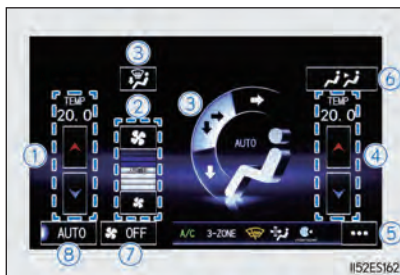 ③
②
③
⑥
TEMP
20.0
TEMP
20.0
①
AUTO
④
AUTO
OFF
A/C
3-ZONE
•••
⑤
⑧
⑦
II52ES162